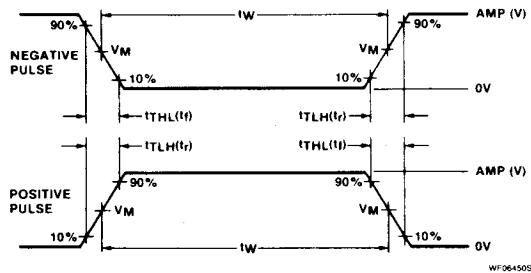 tW
AMP (V)
90%
90%
NEGATIVE
PULSE
VM
VM
10%
10%
0V
tTHL(tf)
tTLH(tr)
tTLH(tr)
tTHL(tf)
AMP (V)
90%
90%
POSITIVE
PULSE
VM
VM
10%
10%
tW
0V
WF06450S